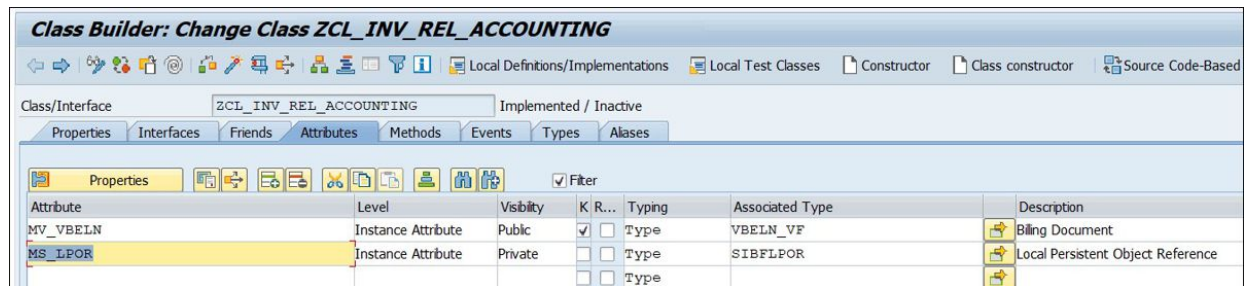 Class Builder: Change Class ZCL_INV_REL_ACCOUNTING
Local Definitions/Implementations Local Test Classes Constructor Class constructor Source Code-Based
Class/Interface ZCL_INV_REL_ACCOUNTING Implemented / Inactive
Properties Interfaces Friends Attributes Methods Events Types Aliases
Properties Filter
Attribute Level Visibility K R... Typing Associated Type Description
MV_VBELN Instance Attribute Public Type VBELN_VF Billing Document
MS_LPOR Instance Attribute Private Type SIBFLPOR Local Persistent Object Reference
Type